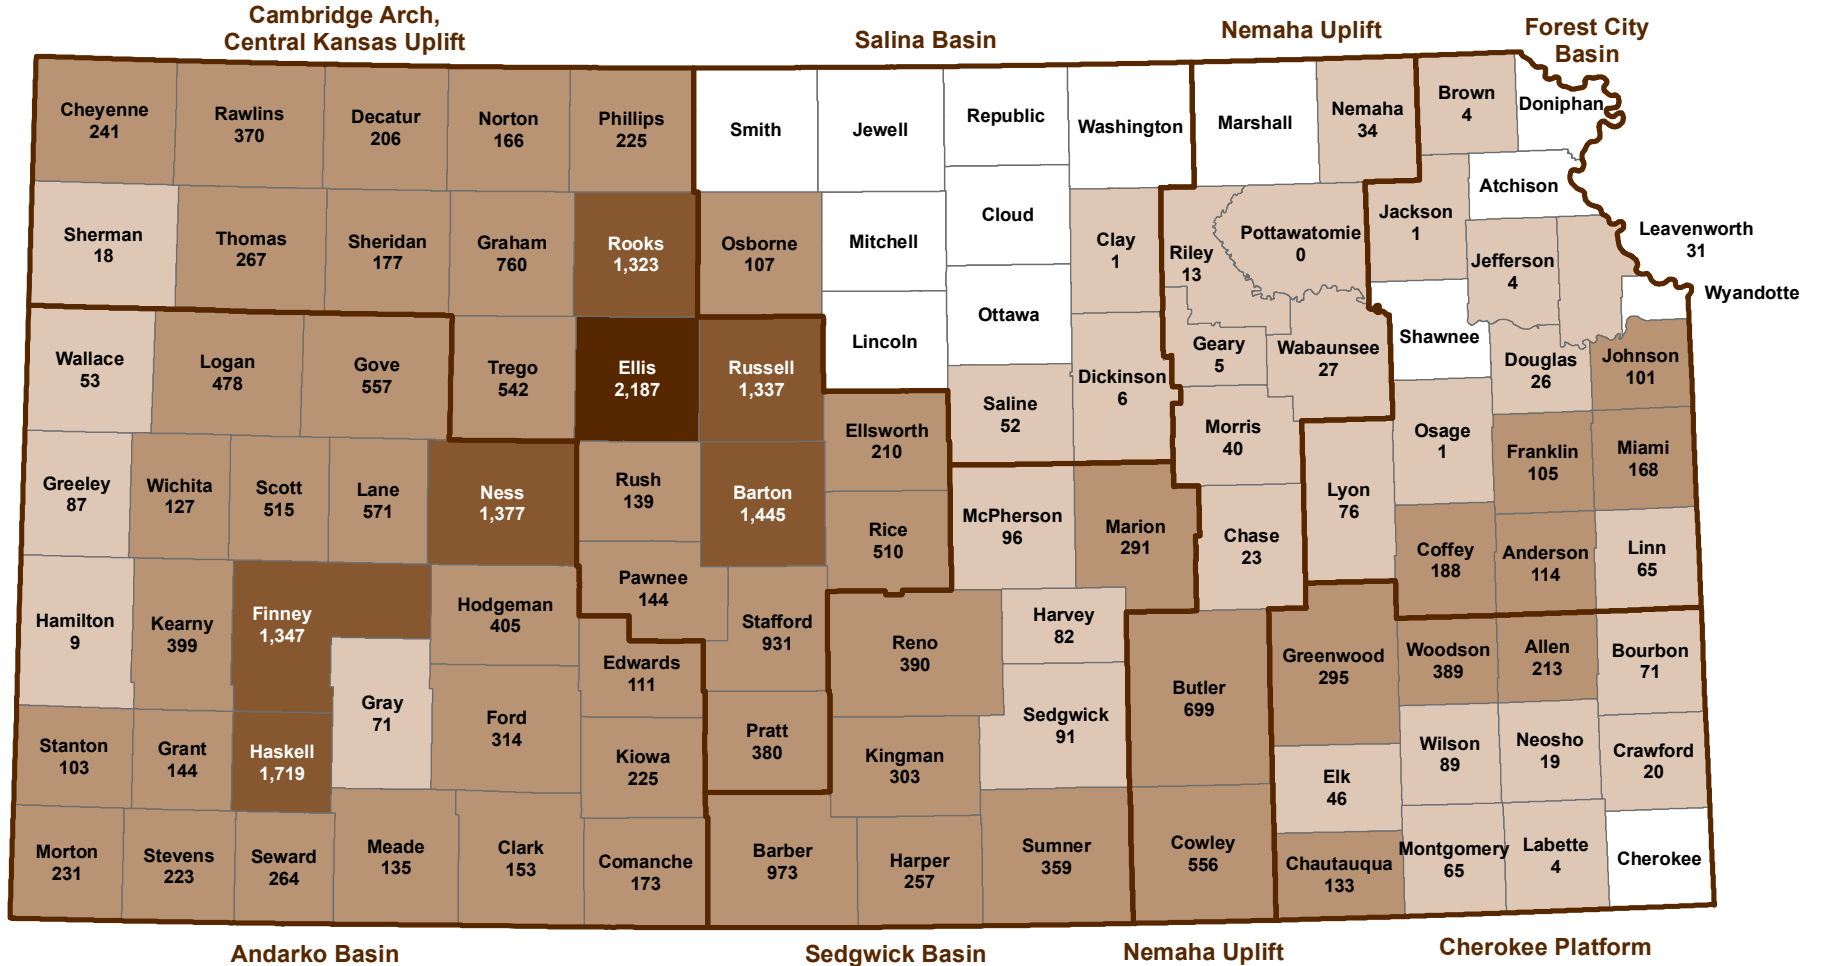 Cambridge Arch,
Central Kansas Uplift
Salina Basin
Nemaha Uplift
Forest City
Basin
Cheyenne
241
Rawlins
370
Decatur
206
Norton
166
Phillips
225
Smith
Jewell
Republic
Washington
Marshall
Nemaha
34
Brown
4
Doniphan
Sherman
18
Thomas
267
Sheridan
177
Graham
760
Rooks
1,323
Osborne
107
Mitchell
Cloud
Clay
1
Riley
13
Pottawatomie
0
Jackson
1
Atchison
Jefferson
4
Leavenworth
31
Wyandotte
Wallace
53
Logan
478
Gove
557
Trego
542
Ellis
2,187
Russell
1,337
Lincoln
Ottawa
Saline
52
Dickinson
6
Geary
5
Wabaunsee
27
Shawnee
Douglas
26
Johnson
101
Greeley
87
Wichita
127
Scott
515
Lane
571
Ness
1,377
Rush
139
Barton
1,445
Ellsworth
210
Rice
510
McPherson
96
Marion
291
Morris
40
Chase
23
Lyon
76
Osage
1
Franklin
105
Miami
168
Coffey
188
Anderson
114
Linn
65
Hamilton
9
Kearny
399
Finney
1,347
Hodgeman
405
Pawnee
144
Stafford
931
Edwards
111
Gray
71
Ford
314
Kiowa
225
Pratt
380
Reno
390
Harvey
82
Sedgwick
91
Kingman
303
Butler
699
Greenwood
295
Woodson
389
Allen
213
Bourbon
71
Stanton
103
Grant
144
Haskell
1,719
Elk
46
Wilson
89
Neosho
19
Crawford
20
Morton
231
Stevens
223
Seward
264
Meade
135
Clark
153
Comanche
173
Barber
973
Harper
257
Sumner
359
Cowley
556
Chautauqua
133
Montgomery
65
Labette
4
Cherokee
Andarko Basin
Sedgwick Basin
Nemaha Uplift
Cherokee Platform